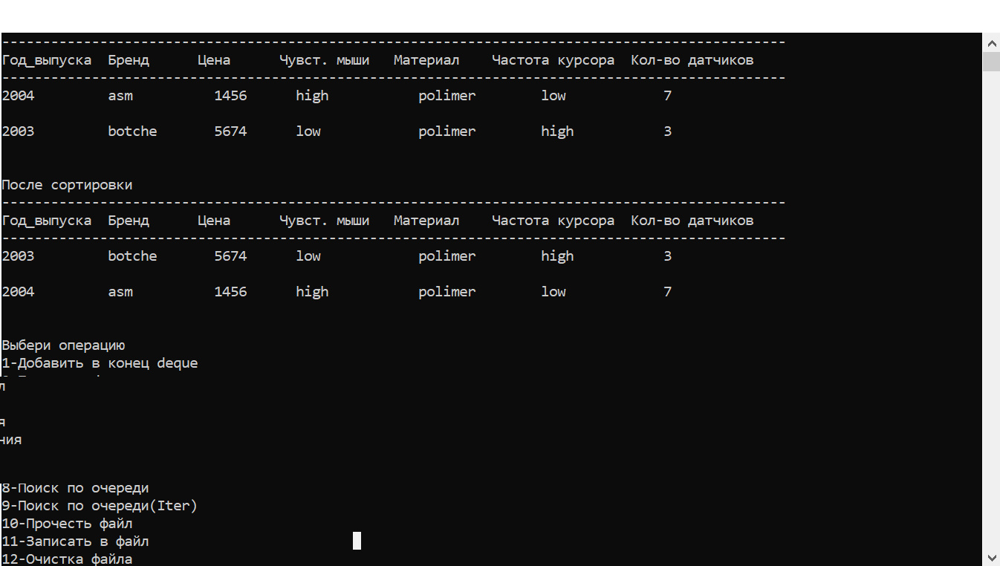 ------------------------------------------------------------------------------------------------
Год_выпуска Бренд Цена Чувст. мыши Материал Частота курсора Кол-во датчиков
------------------------------------------------------------------------------------------------
2004 asm 1456 high polimer low 7
2003 botche 5674 low polimer high 3
После сортировки
------------------------------------------------------------------------------------------------
Год_выпуска Бренд Цена Чувст. мыши Материал Частота курсора Кол-во датчиков
------------------------------------------------------------------------------------------------
2003 botche 5674 low polimer high 3
2004 asm 1456 high polimer low 7
Выбери операцию
1-Добавить в конец deque
л
я
ния
8-Поиск по очереди
9-Поиск по очереди(Iter)
10-Прочесть файл
11-Записать в файл
12-Очистка файла